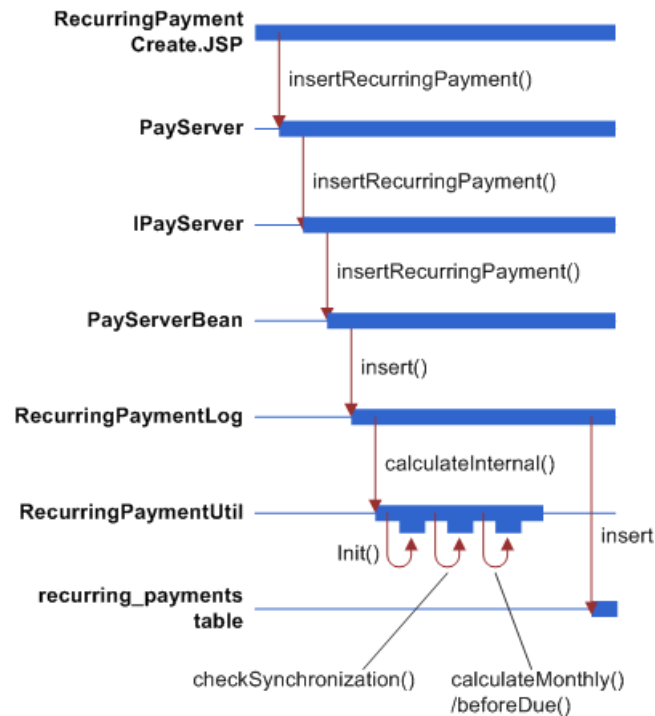 RecurringPayment
Create.JSP
insertRecurringPayment()
PayServer
insertRecurringPayment()
IPayServer
insertRecurringPayment()
PayServerBean
insert()
RecurringPaymentLog
calculateInternal()
RecurringPaymentUtil
insert
Init()
recurring_payments
table
checkSynchronization()
calculateMonthly()
/beforeDue()